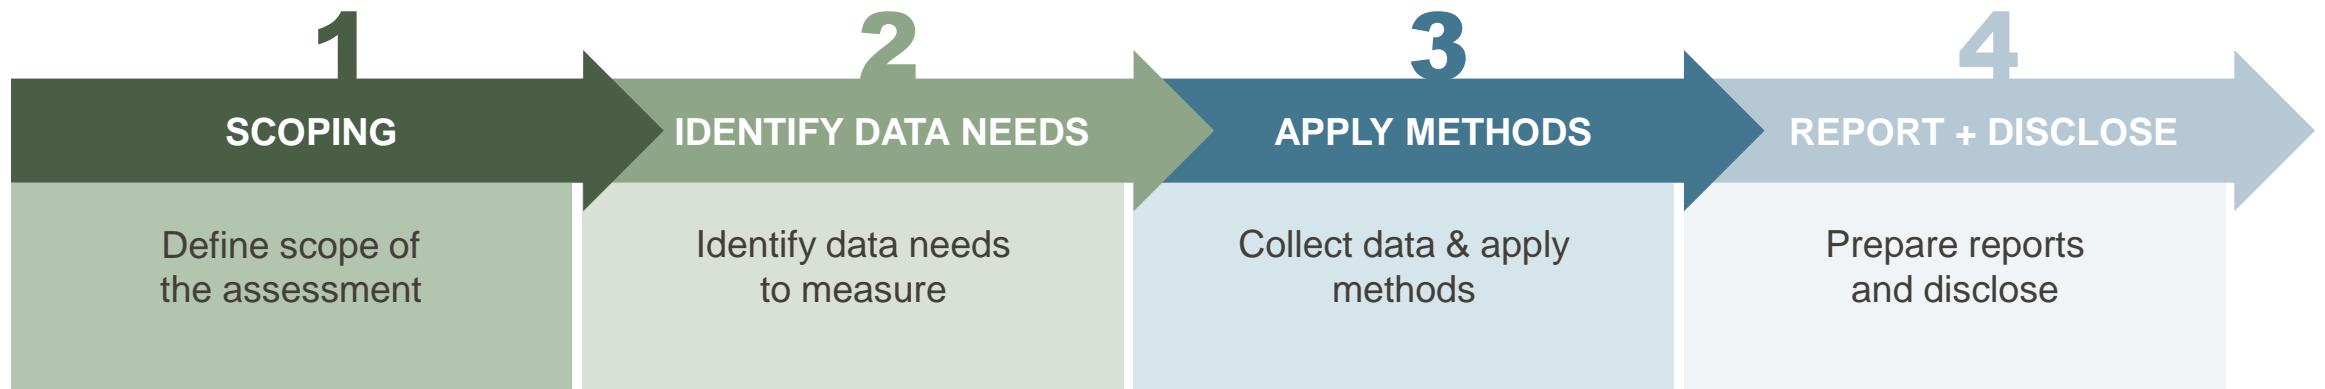 1
SCOPING
Define scope of
the assessment
2
IDENTIFY DATA NEEDS
Identify data needs
to measure
3
APPLY METHODS
Collect data & apply
methods
4
REPORT + DISCLOSE
Prepare reports
and disclose